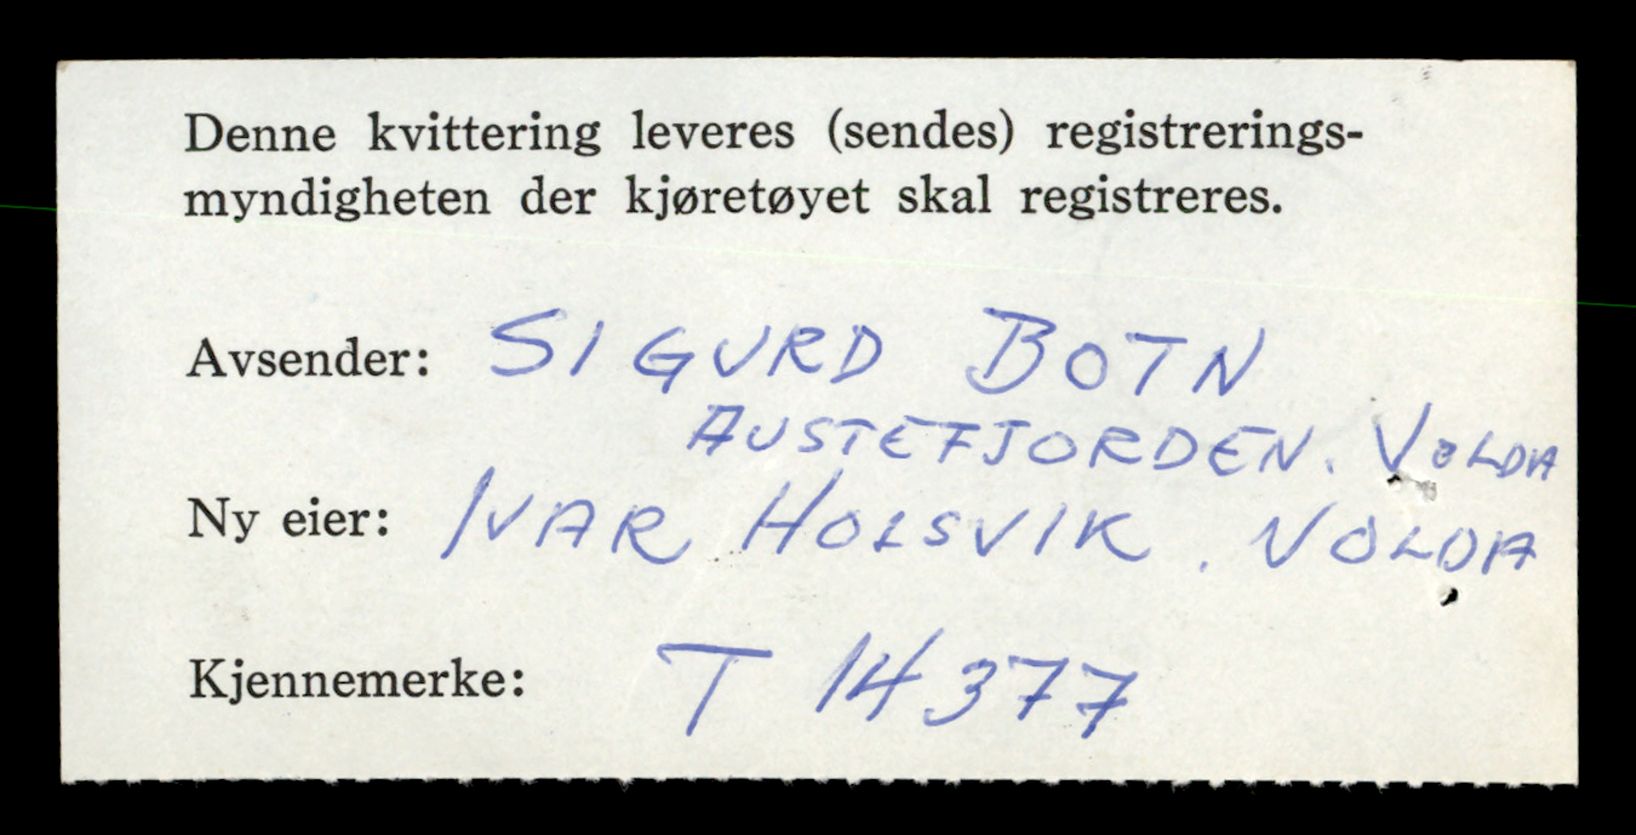 Denne kvittering leveres (sendes) registrerings-
myndigheten der kjøretøyet skal registreres.
Avsender: SIGURD BOTN
AUSTEFJORDEN. VOLDA
Ny eier: IVAR HOLSVIK. VOLDA
Kjennemerke: T 14377